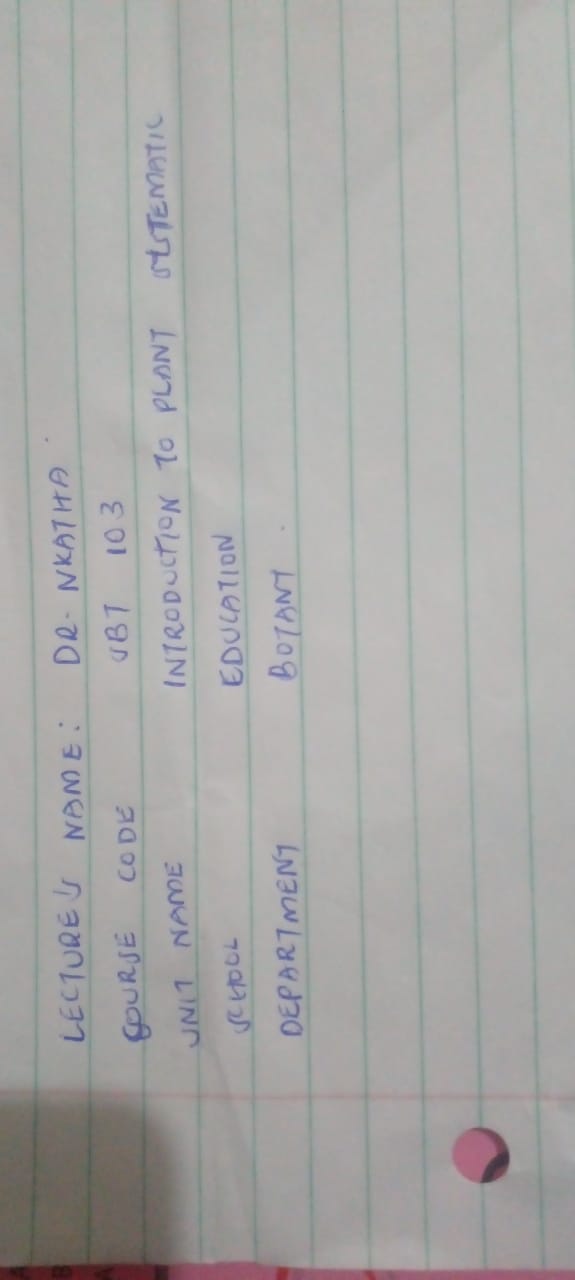 LECTURE'S NAME: DR. NKATHA
COURSE CODE SBT 103
UNIT NAME INTRODUCTION TO PLANT SYSTEMATIC
SCHOOL EDUCATION
DEPARTMENT BOTANY.